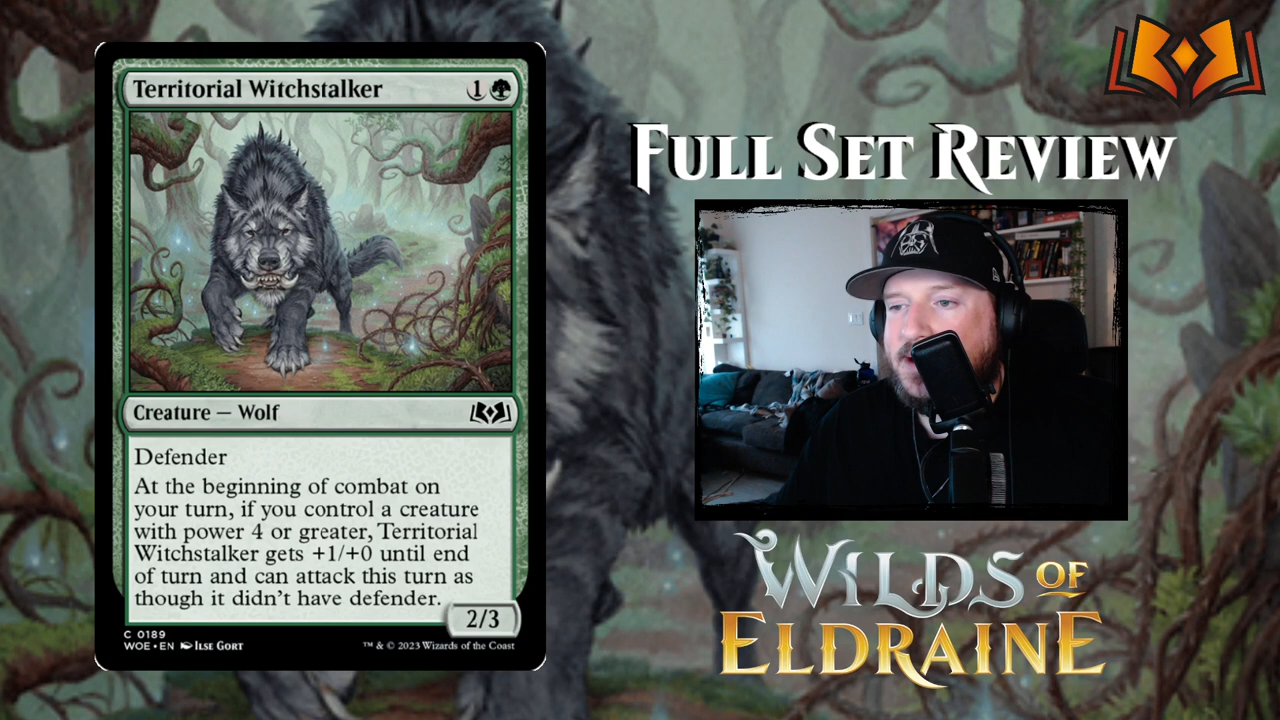 Territorial Witchstalker 1
Creature — Wolf
Defender
At the beginning of combat on
your turn, if you control a creature
with power 4 or greater, Territorial
Witchstalker gets +1/+0 until end
of turn and can attack this turn as
though it didn't have defender.
2/3
C 0189
WOE • EN Ilse Gort
™ & © 2023 Wizards of the Coast
Full Set Review
Wilds of
Eldraine